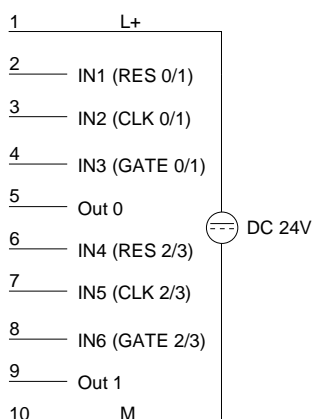 1 L+
2 IN1 (RES 0/1)
3 IN2 (CLK 0/1)
4 IN3 (GATE 0/1)
5 Out 0
DC 24V
6 IN4 (RES 2/3)
7 IN5 (CLK 2/3)
8 IN6 (GATE 2/3)
9 Out 1
10 M